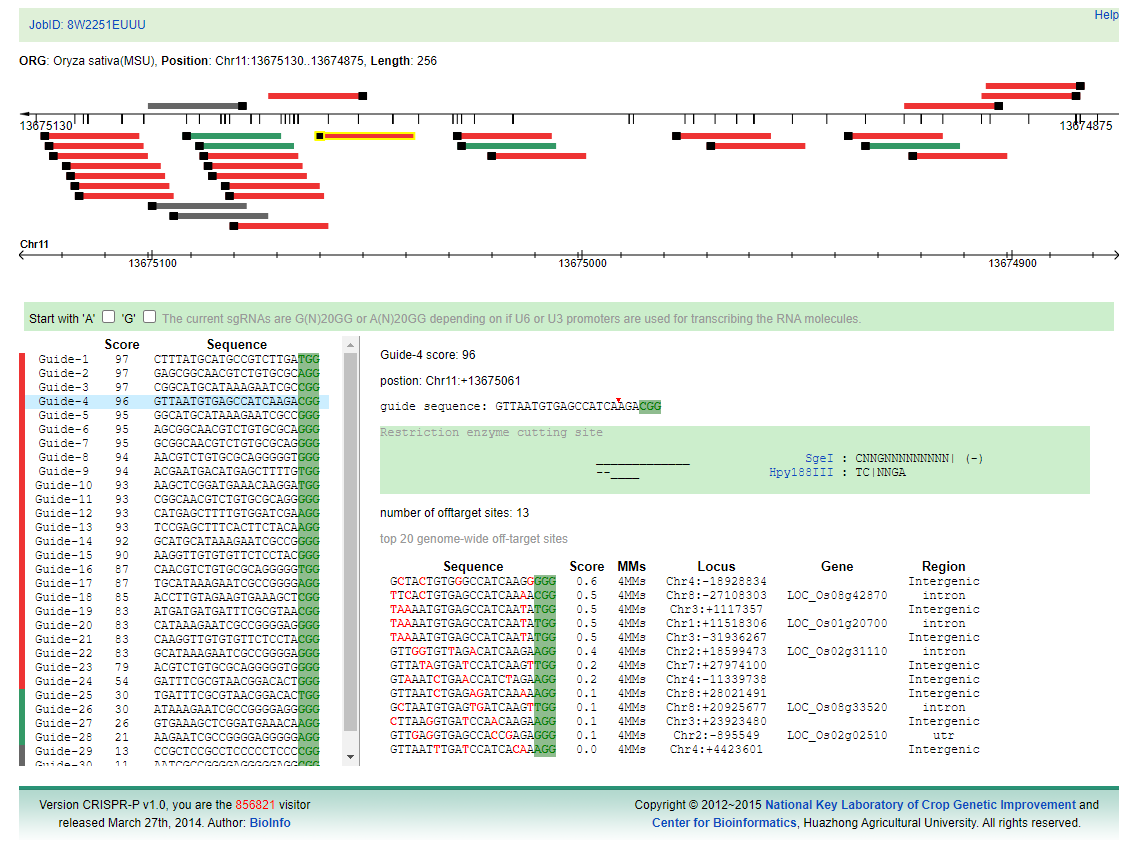 Help
JobID: 8W2251EUUU
ORG: Oryza sativa(MSU), Position: Chr11:13675130..13674875, Length: 256
13675130
13674875
Chr11
13675100
13675000
13674900
Start with 'A' 'G' The current sgRNAs are G(N)20GG or A(N)20GG depending on if U6 or U3 promoters are used for transcribing the RNA molecules.
Score Sequence
Guide-1 97 CTTTATGCATGCCGTCTTGATGG
Guide-2 97 GAGCGGCAACGTCTGTGCGCAGG
Guide-3 97 CGGCATGCATAAAGAATCGCCGG
Guide-4 96 GTTAATGTGAGCCATCAAGACGG
Guide-5 95 GGCATGCATAAAGAATCGCCGGG
Guide-6 95 AGCGGCAACGTCTGTGCGCAGGG
Guide-7 95 GCGGCAACGTCTGTGCGCAGGGG
Guide-8 94 AACGTCTGTGCGCAGGGGGTGGG
Guide-9 94 ACGAATGACATGAGCTTTTGTGG
Guide-10 93 AAGCTCGGATGAAACAAGGATGG
Guide-11 93 CGGCAACGTCTGTGCGCAGGGGG
Guide-12 93 CATGAGCTTTTGTGGATCGAAGG
Guide-13 93 TCCGAGCTTTCACTTCTACAAGG
Guide-14 92 GCATGCATAAAGAATCGCCGGGG
Guide-15 90 AAGGTTGTGTGTTCTCCTACGGG
Guide-16 87 CAACGTCTGTGCGCAGGGGGTGG
Guide-17 87 TGCATAAAGAATCGCCGGGGAGG
Guide-18 85 ACCTTGTAGAAGTGAAAGCTCGG
Guide-19 83 ATGATGATGATTTCGCGTAACGG
Guide-20 83 CATAAAGAATCGCCGGGGAGGGG
Guide-21 83 CAAGGTTGTGTGTTCTCCTACGG
Guide-22 83 GCATAAAGAATCGCCGGGGAGGG
Guide-23 79 ACGTCTGTGCGCAGGGGGTGGGG
Guide-24 54 GATTTCGCGTAACGGACACTGGG
Guide-25 30 TGATTTCGCGTAACGGACACTGG
Guide-26 30 ATAAAGAATCGCCGGGGAGGGGG
Guide-27 26 GTGAAAGCTCGGATGAAACAAGG
Guide-28 21 AAGAATCGCCGGGGAGGGGGAGG
Guide-29 13 CCGCTCCGCCTCCCCCTCCCCGG
Guide-30 11 AATCGCCGGGGAGGGGGAGGCGG
Guide-4 score: 96
postion: Chr11:+13675061
guide sequence: GTTAATGTGAGCCATCAAGACGG
Restriction enzyme cutting site
SgeI : CNNGNNNNNNNNN| (-)
Hpy188III : TC|NNGA
number of offtarget sites: 13
top 20 genome-wide off-target sites
Sequence Score MMs Locus Gene Region
GCTACTGTGGGCCATCAAGGGGG 0.6 4MMs Chr4:-18928834 Intergenic
TTCACTGTGAGCCATCAAAACGG 0.5 4MMs Chr8:-27108303 LOC_Os08g42870 intron
TAAAATGTGAGCCATCAATATGG 0.5 4MMs Chr3:+1117357 Intergenic
TAAAATGTGAGCCATCAATATGG 0.5 4MMs Chr1:+11518306 LOC_Os01g20700 intron
TAAAATGTGAGCCATCAATATGG 0.5 4MMs Chr3:-31936267 Intergenic
GTTGGTGTTAGACATCAAGAAGG 0.4 4MMs Chr2:+18599473 LOC_Os02g31110 intron
GTTATAGTGATCCATCAAGTTGG 0.2 4MMs Chr7:+27974100 Intergenic
GTAAATCTGAACCATCTAGAAGG 0.2 4MMs Chr4:-11339738 Intergenic
GTTAATCTGAGAGATCAAAAAGG 0.1 4MMs Chr8:+28021491 Intergenic
GCTAATGTGAGTGATCAAGTTGG 0.1 4MMs Chr8:+20925677 LOC_Os08g33520 intron
CTTAAGGTGATCCAACAAGAAGG 0.1 4MMs Chr3:+23923480 Intergenic
GTTGAGGTGAGCCACCGAGAGGG 0.1 4MMs Chr2:-895549 LOC_Os02g02510 utr
GTTAATTTGATCCATCACAAAGG 0.0 4MMs Chr4:+4423601 Intergenic
Version CRISPR-P v1.0, you are the 856821 visitor
released March 27th, 2014. Author: BioInfo
Copyright © 2012~2015 National Key Laboratory of Crop Genetic Improvement and
Center for Bioinformatics, Huazhong Agricultural University. All rights reserved.